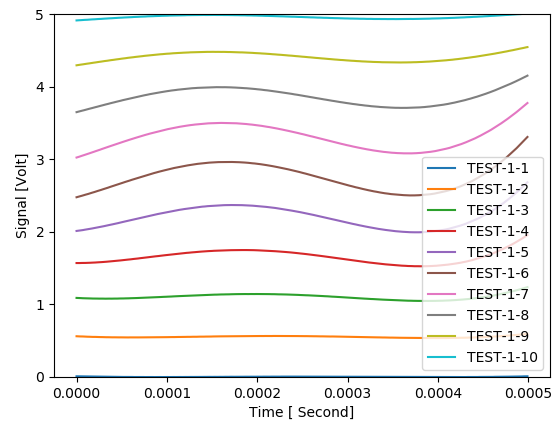 5
4
3
2
1
0
Signal [Volt]
TEST-1-1
TEST-1-2
TEST-1-3
TEST-1-4
TEST-1-5
TEST-1-6
TEST-1-7
TEST-1-8
TEST-1-9
TEST-1-10
0.0000 0.0001 0.0002 0.0003 0.0004 0.0005
Time [ Second]